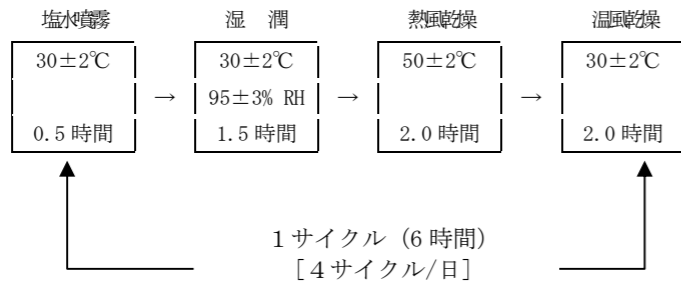 塩水噴霧 湿 潤 熱風乾燥 温風乾燥
30±2℃ 30±2℃ 50±2℃ 30±2℃
→ 95±3% RH → →
0.5 時間 1.5 時間 2.0 時間 2.0 時間
１サイクル（6 時間）
［４サイクル/日］